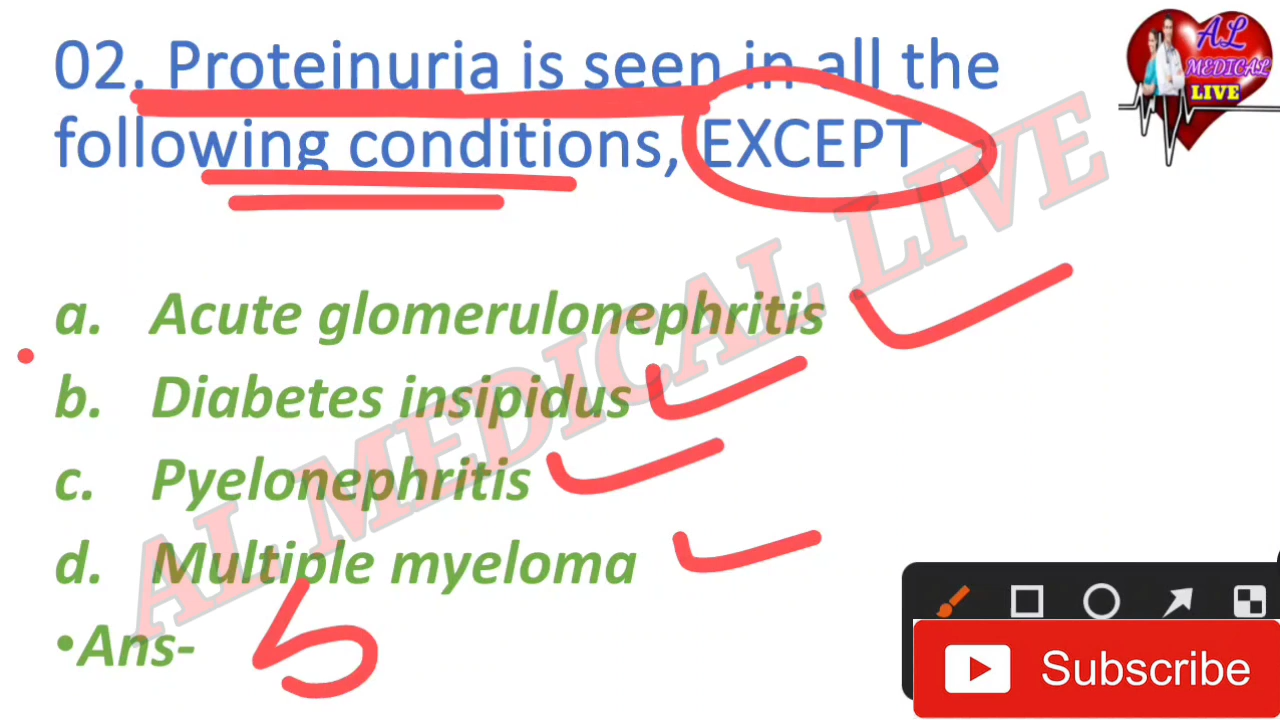 02. Proteinuria is seen in all the
following conditions, EXCEPT
AL
MEDICAL
LIVE
a. Acute glomerulonephritis
b. Diabetes insipidus
c. Pyelonephritis
d. Multiple myeloma
•Ans-
AL MEDICAL LIVE
Subscribe